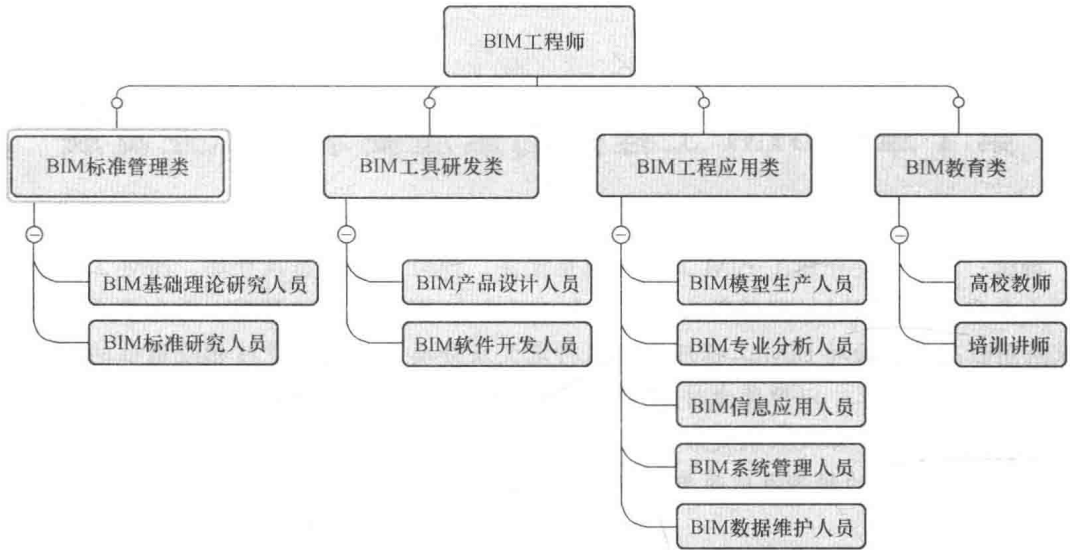 BIM工程师
BIM标准管理类
BIM工具研发类
BIM工程应用类
BIM教育类
BIM基础理论研究人员
BIM标准研究人员
BIM产品设计人员
BIM软件开发人员
BIM模型生产人员
BIM专业分析人员
BIM信息应用人员
BIM系统管理人员
BIM数据维护人员
高校教师
培训讲师